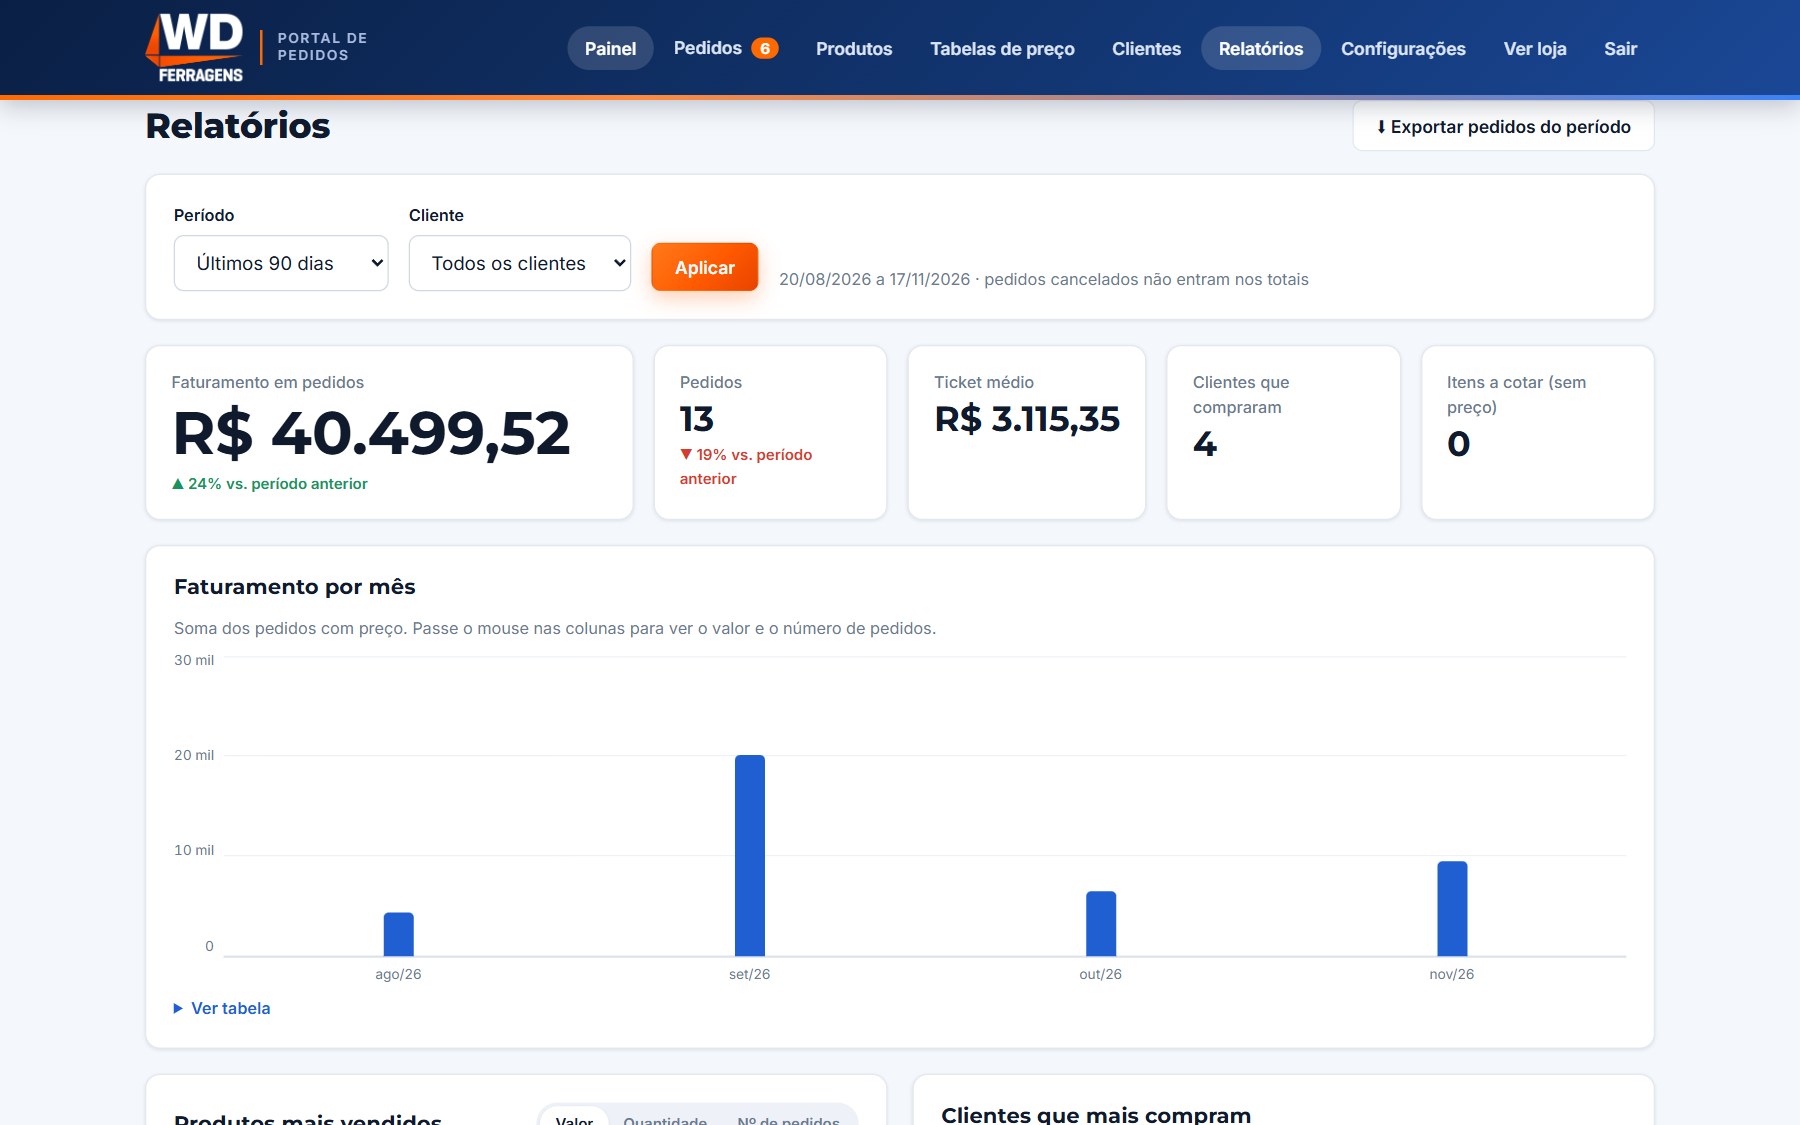 WD
FERRAGENS
PORTAL DE
PEDIDOS
Painel
Pedidos 6
Produtos
Tabelas de preço
Clientes
Relatórios
Configurações
Ver loja
Sair
Relatórios
⬇ Exportar pedidos do período
Período
Cliente
Últimos 90 dias
Todos os clientes
Aplicar
20/08/2026 a 17/11/2026 · pedidos cancelados não entram nos totais
Faturamento em pedidos
R$ 40.499,52
▲ 24% vs. período anterior
Pedidos
13
▼ 19% vs. período
anterior
Ticket médio
R$ 3.115,35
Clientes que
compraram
4
Itens a cotar (sem
preço)
0
Faturamento por mês
Soma dos pedidos com preço. Passe o mouse nas colunas para ver o valor e o número de pedidos.
30 mil
20 mil
10 mil
0
ago/26
set/26
out/26
nov/26
▶ Ver tabela
Produtos mais vendidos
Valor
Quantidade
Nº de pedidos
Clientes que mais compram